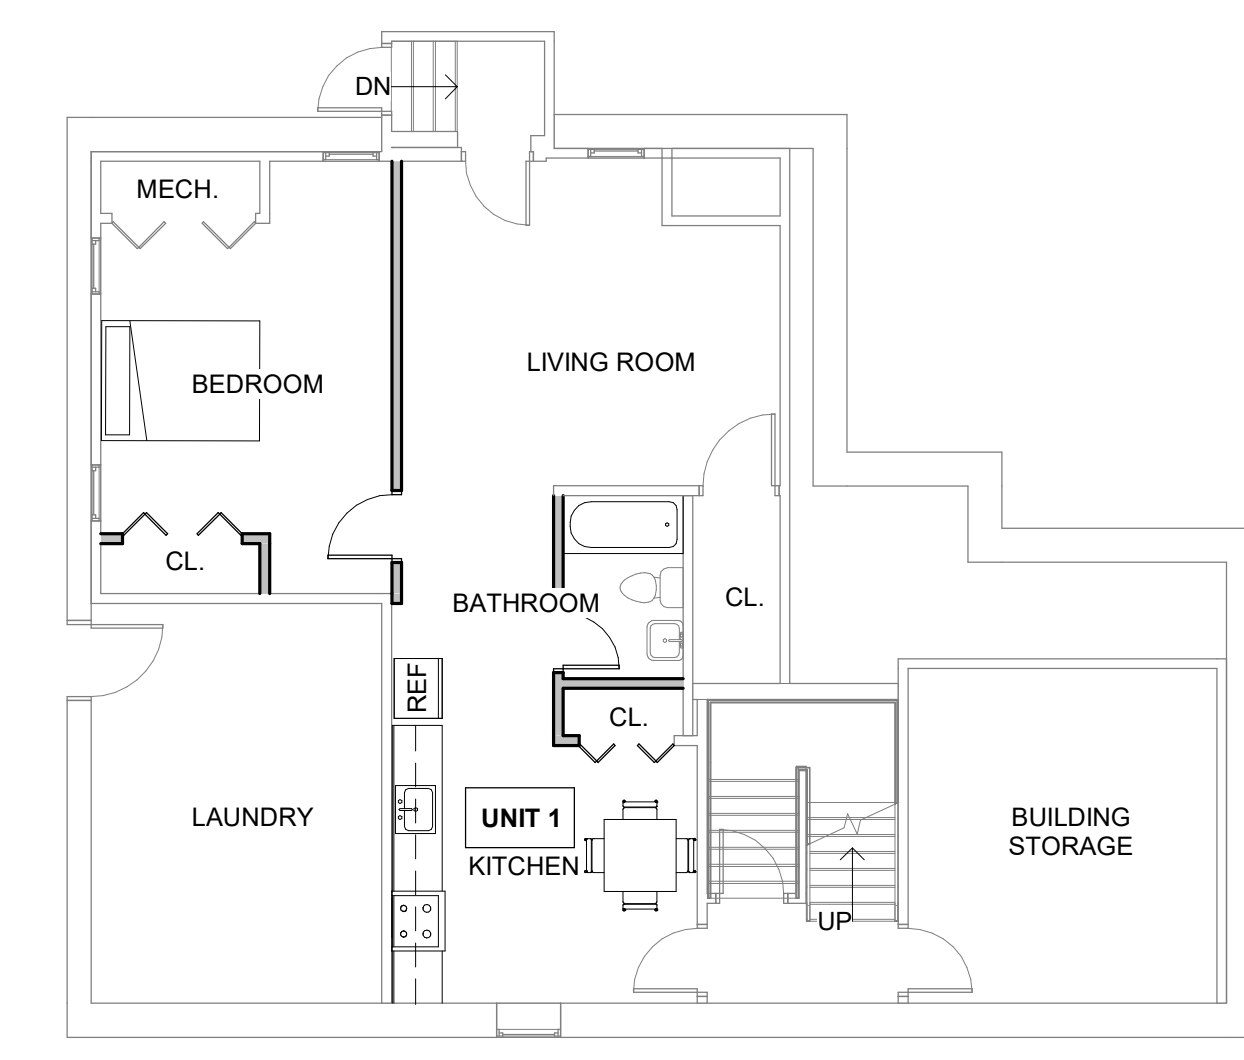 DN
MECH.
LIVING ROOM
BEDROOM
CL.
CL.
BATHROOM
REF
CL.
LAUNDRY
UNIT 1
KITCHEN
BUILDING
STORAGE
UP